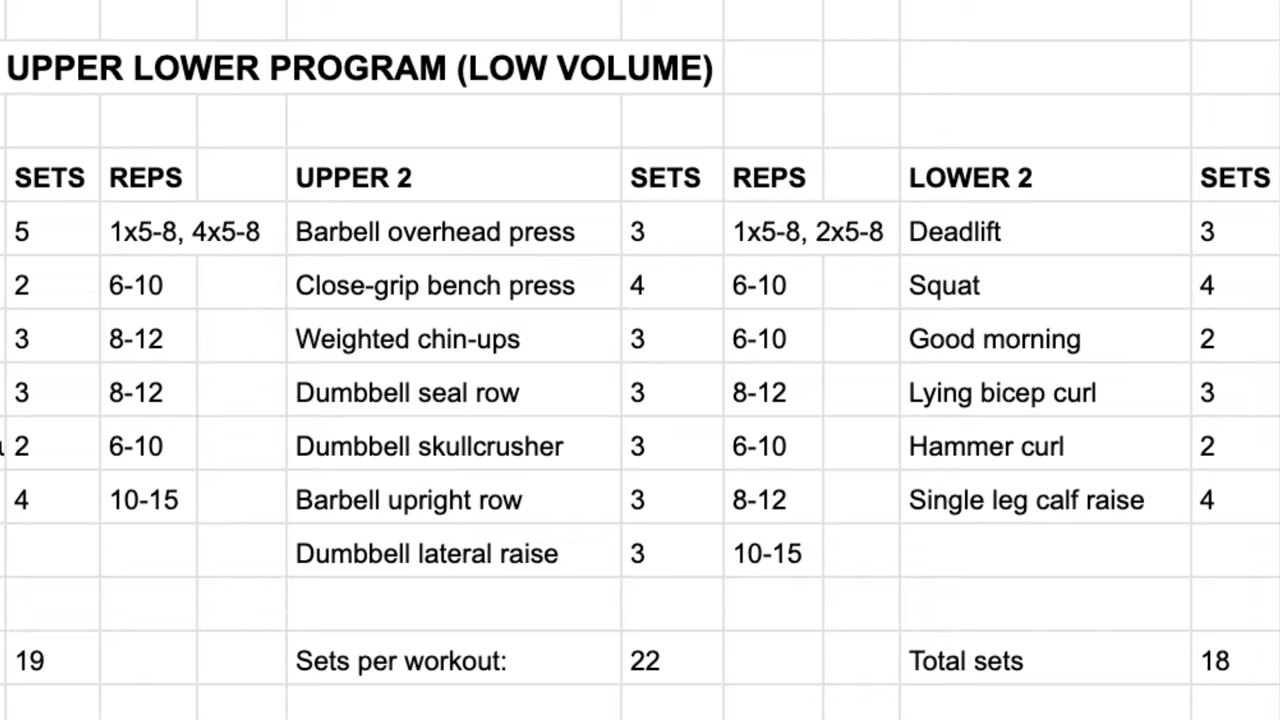 UPPER LOWER PROGRAM (LOW VOLUME)
SETS REPS UPPER 2 SETS REPS LOWER 2 SETS
5 1x5-8, 4x5-8 Barbell overhead press 3 1x5-8, 2x5-8 Deadlift 3
2 6-10 Close-grip bench press 4 6-10 Squat 4
3 8-12 Weighted chin-ups 3 6-10 Good morning 2
3 8-12 Dumbbell seal row 3 8-12 Lying bicep curl 3
2 6-10 Dumbbell skullcrusher 3 6-10 Hammer curl 2
4 10-15 Barbell upright row 3 8-12 Single leg calf raise 4
Dumbbell lateral raise 3 10-15
19 Sets per workout: 22 Total sets 18